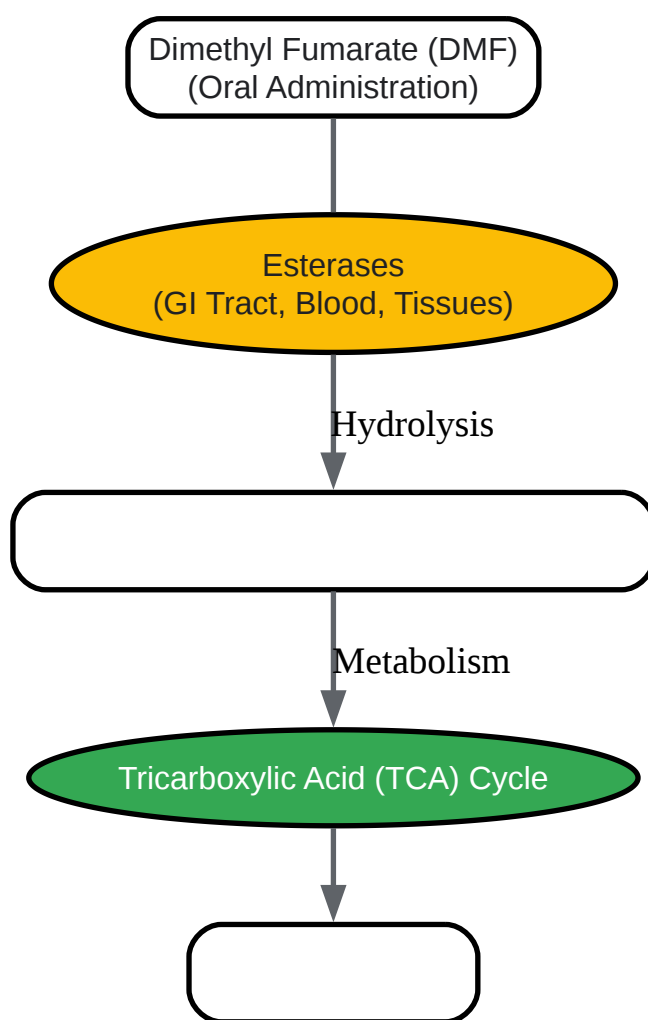 Dimethyl Fumarate (DMF)
(Oral Administration)
Esterases
(GI Tract, Blood, Tissues)
Hydrolysis
Metabolism
Tricarboxylic Acid (TCA) Cycle